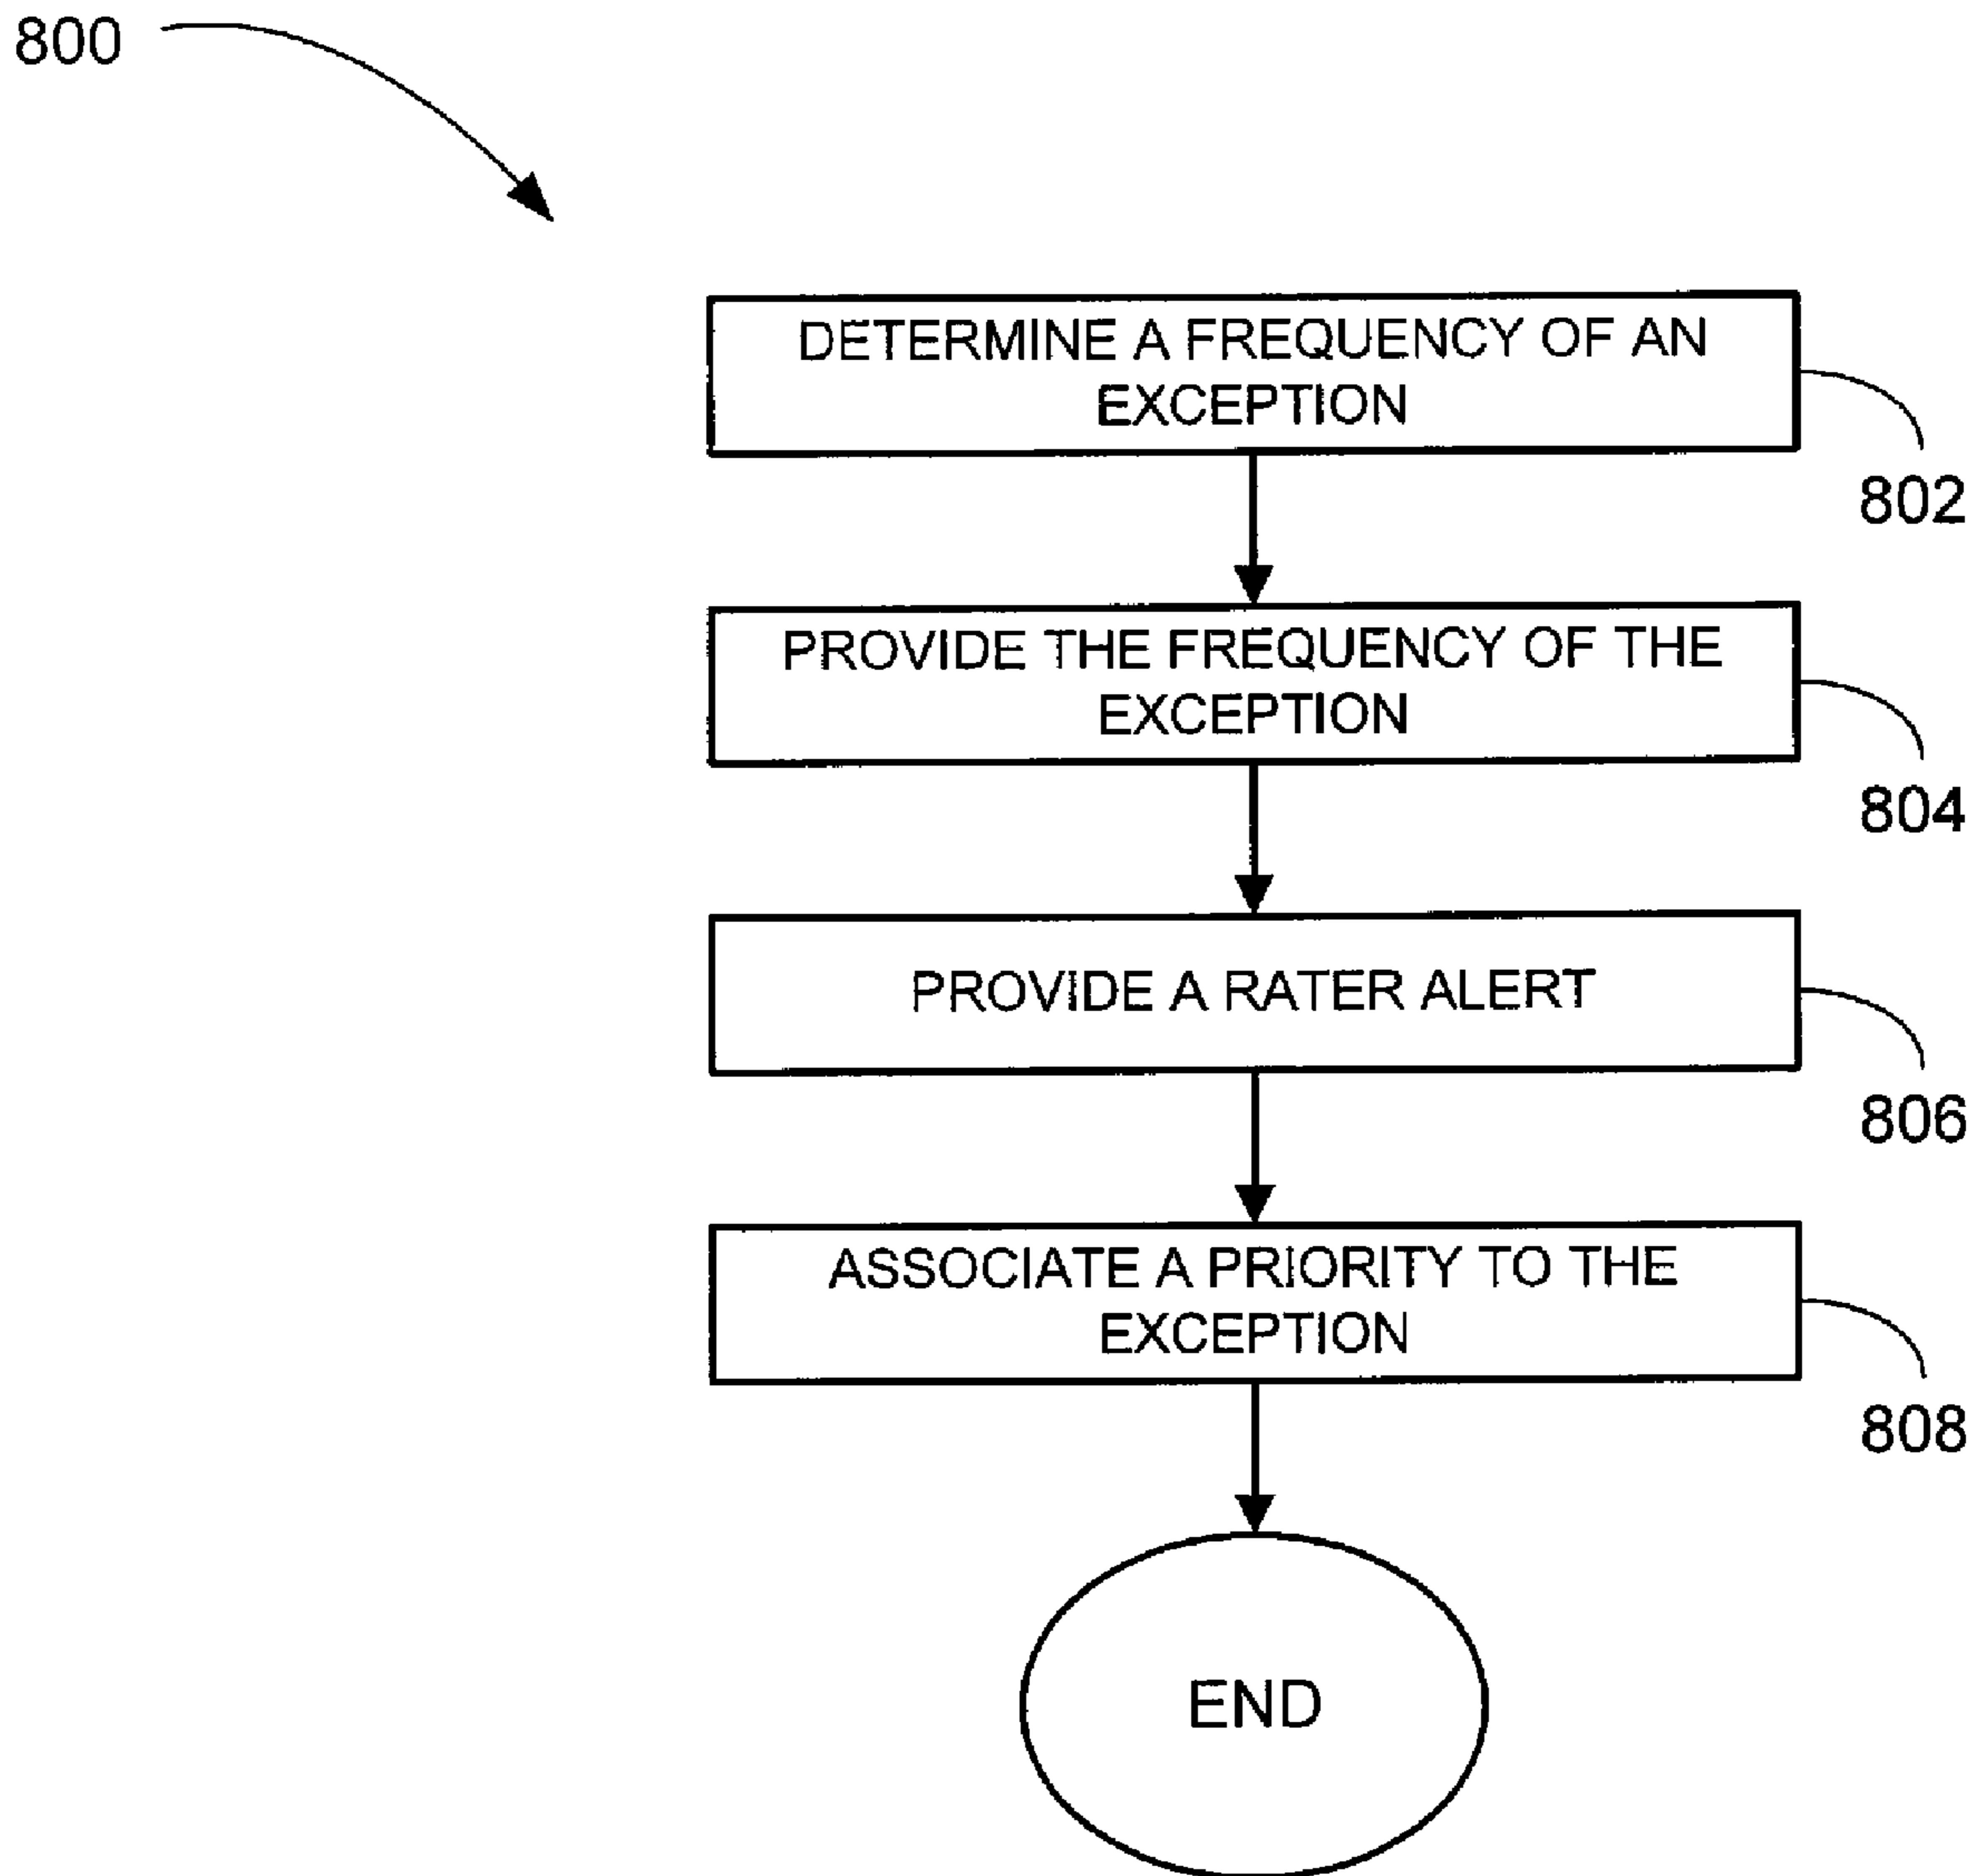 800
DETERMINE A FREQUENCY OF AN
EXCEPTION
802
PROVIDE THE FREQUENCY OF THE
EXCEPTION
804
PROVIDE A RATER ALERT
806
ASSOCIATE A PRIORITY TO THE
EXCEPTION
808
END